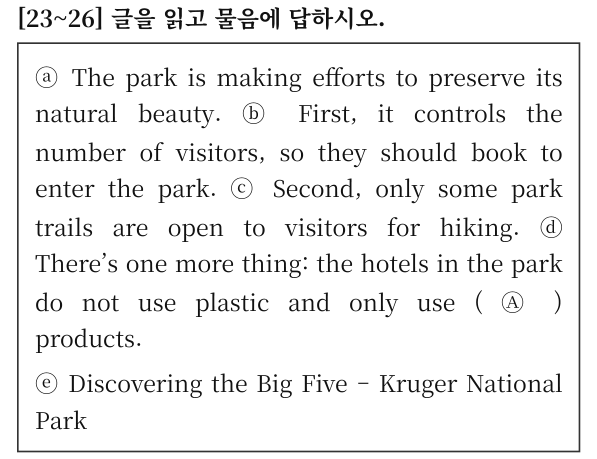 [23~26] 글을 읽고 물음에 답하시오.
ⓐ The park is making efforts to preserve its
natural beauty. ⓑ First, it controls the
number of visitors, so they should book to
enter the park. ⓒ Second, only some park
trails are open to visitors for hiking. ⓓ
There’s one more thing: the hotels in the park
do not use plastic and only use ( Ⓐ )
products.
ⓔ Discovering the Big Five - Kruger National
Park